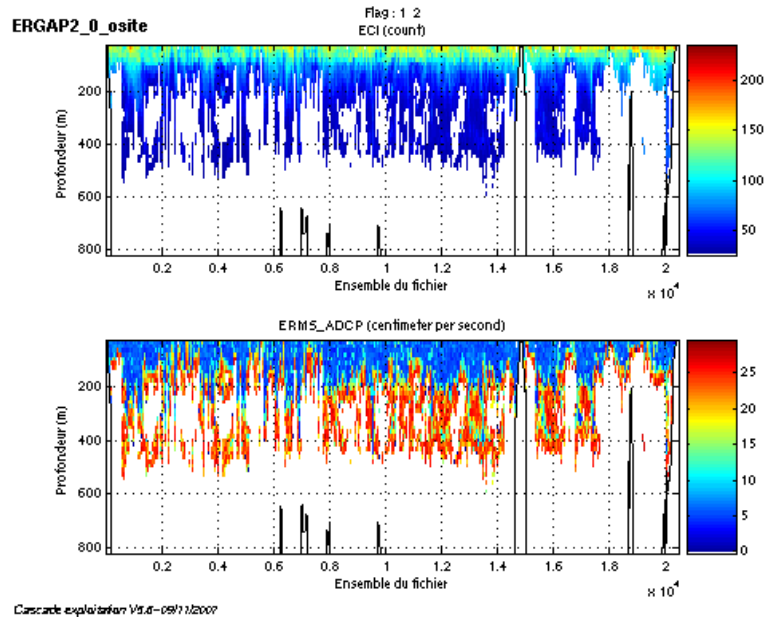 ERGAP2_0_osite
Flag : 1 2
ECI (count)
Profondeur (m)
200
400
600
800
0.2 0.4 0.6 0.8 1 1.2 1.4 1.6 1.8 2
Ensemble du fichier
x 10^4
200
150
100
50
ERMS_ADCP (centimeter per second)
Profondeur (m)
200
400
600
800
0.2 0.4 0.6 0.8 1 1.2 1.4 1.6 1.8 2
Ensemble du fichier
x 10^4
25
20
15
10
5
0
Cascade exploitation V5.6-09/11/2007